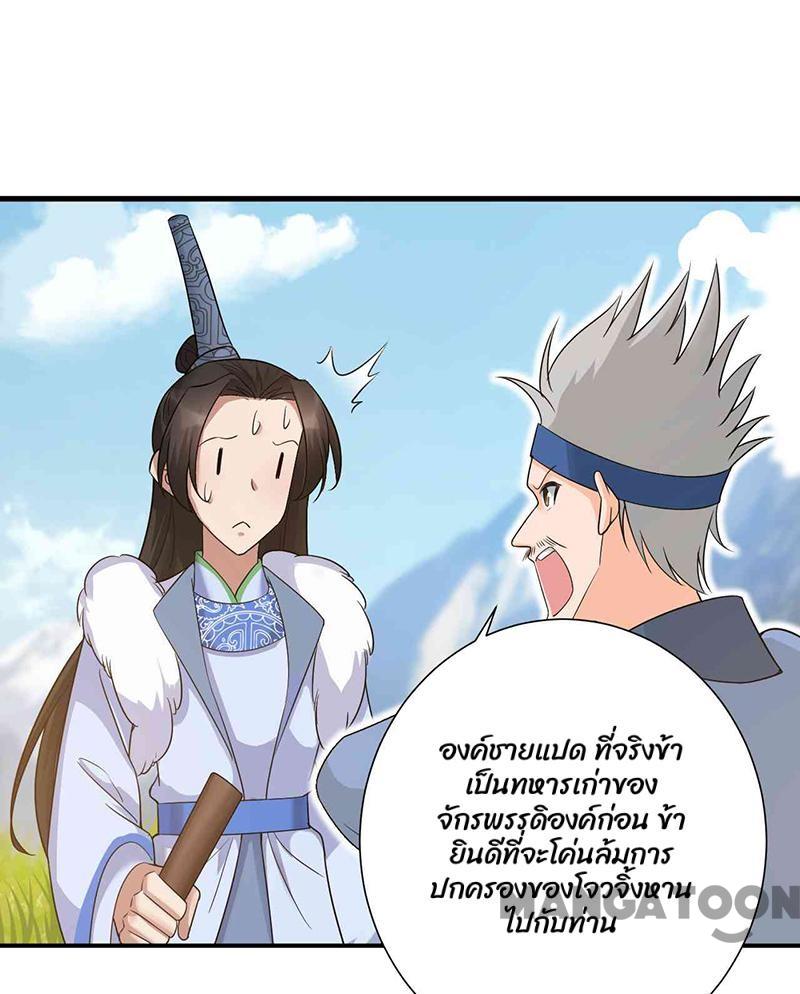 องค์ชายแปด ที่จริงข้า
เป็นทหารเก่าของ
จักรพรรดิองค์ก่อน ข้า
ยินดีที่จะโค่นล้มการ
ปกครองของโจวจิ้งหาน
ไปกับท่าน
MANGATOON